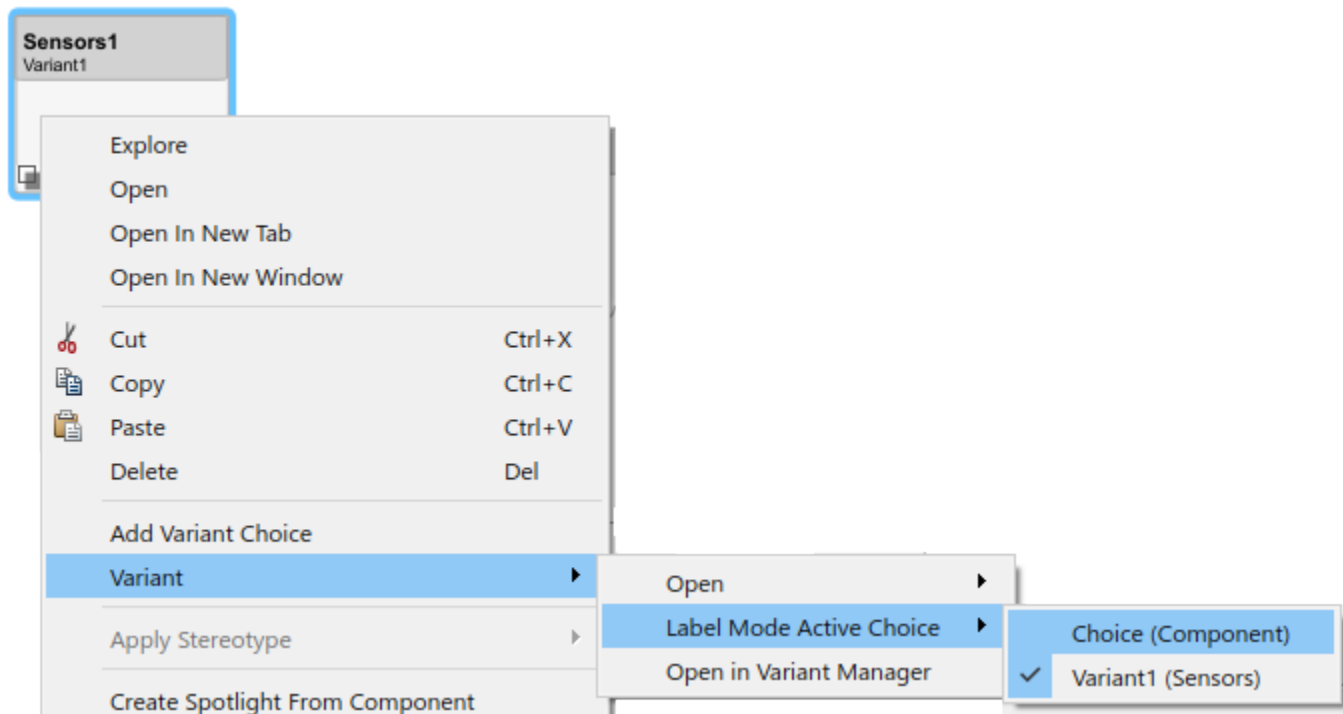 Sensors1
Variant1
Explore
Open
Open In New Tab
Open In New Window
Cut Ctrl+X
Copy Ctrl+C
Paste Ctrl+V
Delete Del
Add Variant Choice
Variant
Open
Label Mode Active Choice
Choice (Component)
Apply Stereotype
Open in Variant Manager
Variant1 (Sensors)
Create Spotlight From Component